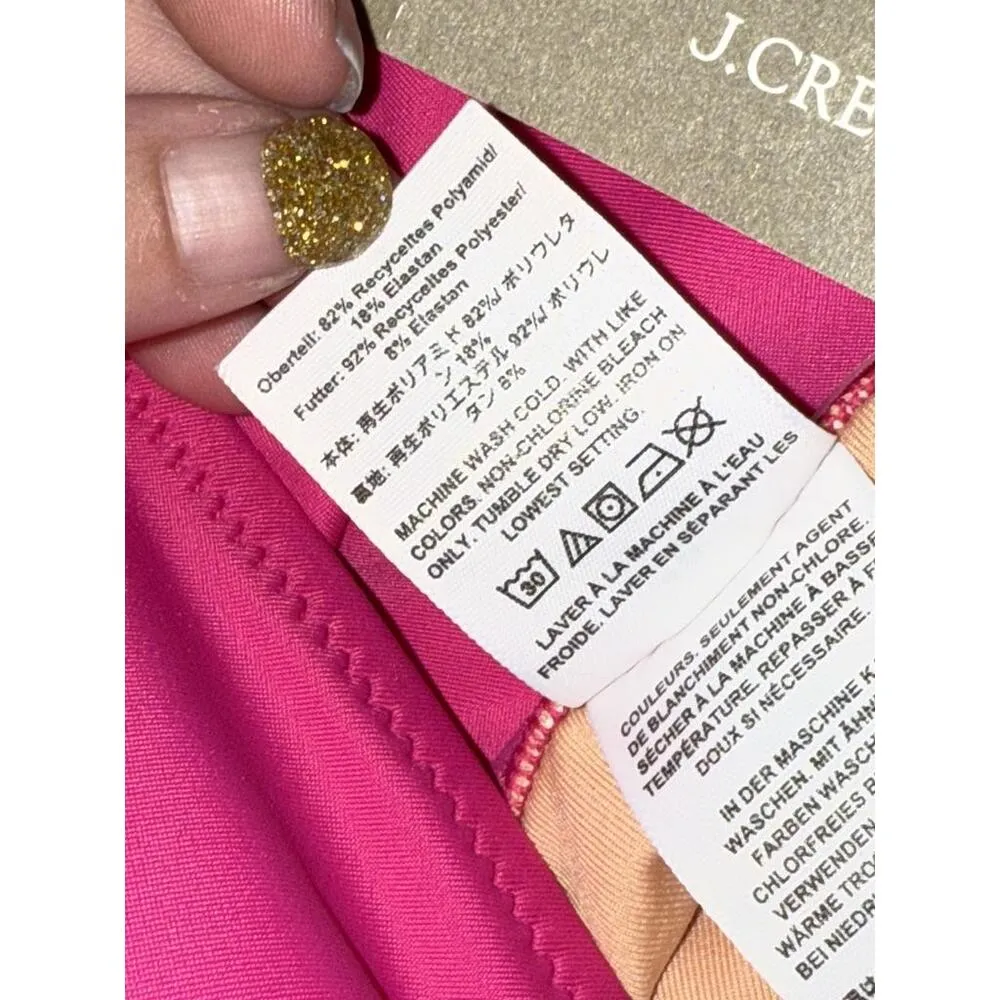 J.CRE
Oberteil: 82% Recyceltes Polyamid/
18% Elastan
Futter: 92% Recyceltes Polyester/
8% Elastan
本体: 再生ポリアミド 82%/ ポリウレタ
ン 18%
裏地: 再生ポリエステル 92%/ ポリウレ
タン 8%
MACHINE WASH COLD, WITH LIKE
COLORS. NON-CHLORINE BLEACH
ONLY. TUMBLE DRY LOW. IRON ON
LOWEST SETTING.
30
LAVER À LA MACHINE À L'EAU
FROIDE. LAVER EN SÉPARANT LES
COULEURS. SEULEMENT AGENT
DE BLANCHIMENT NON-CHLORE.
SÉCHER À LA MACHINE À BASSE
TEMPÉRATURE. REPASSER À F
DOUX SI NÉCESSAIRE.
IN DER MASCHINE K
WASCHEN. MIT ÄHN
FARBEN WASCH
CHLORFREIES B
VERWENDEN
WÄRME TRO
BEI NIEDR